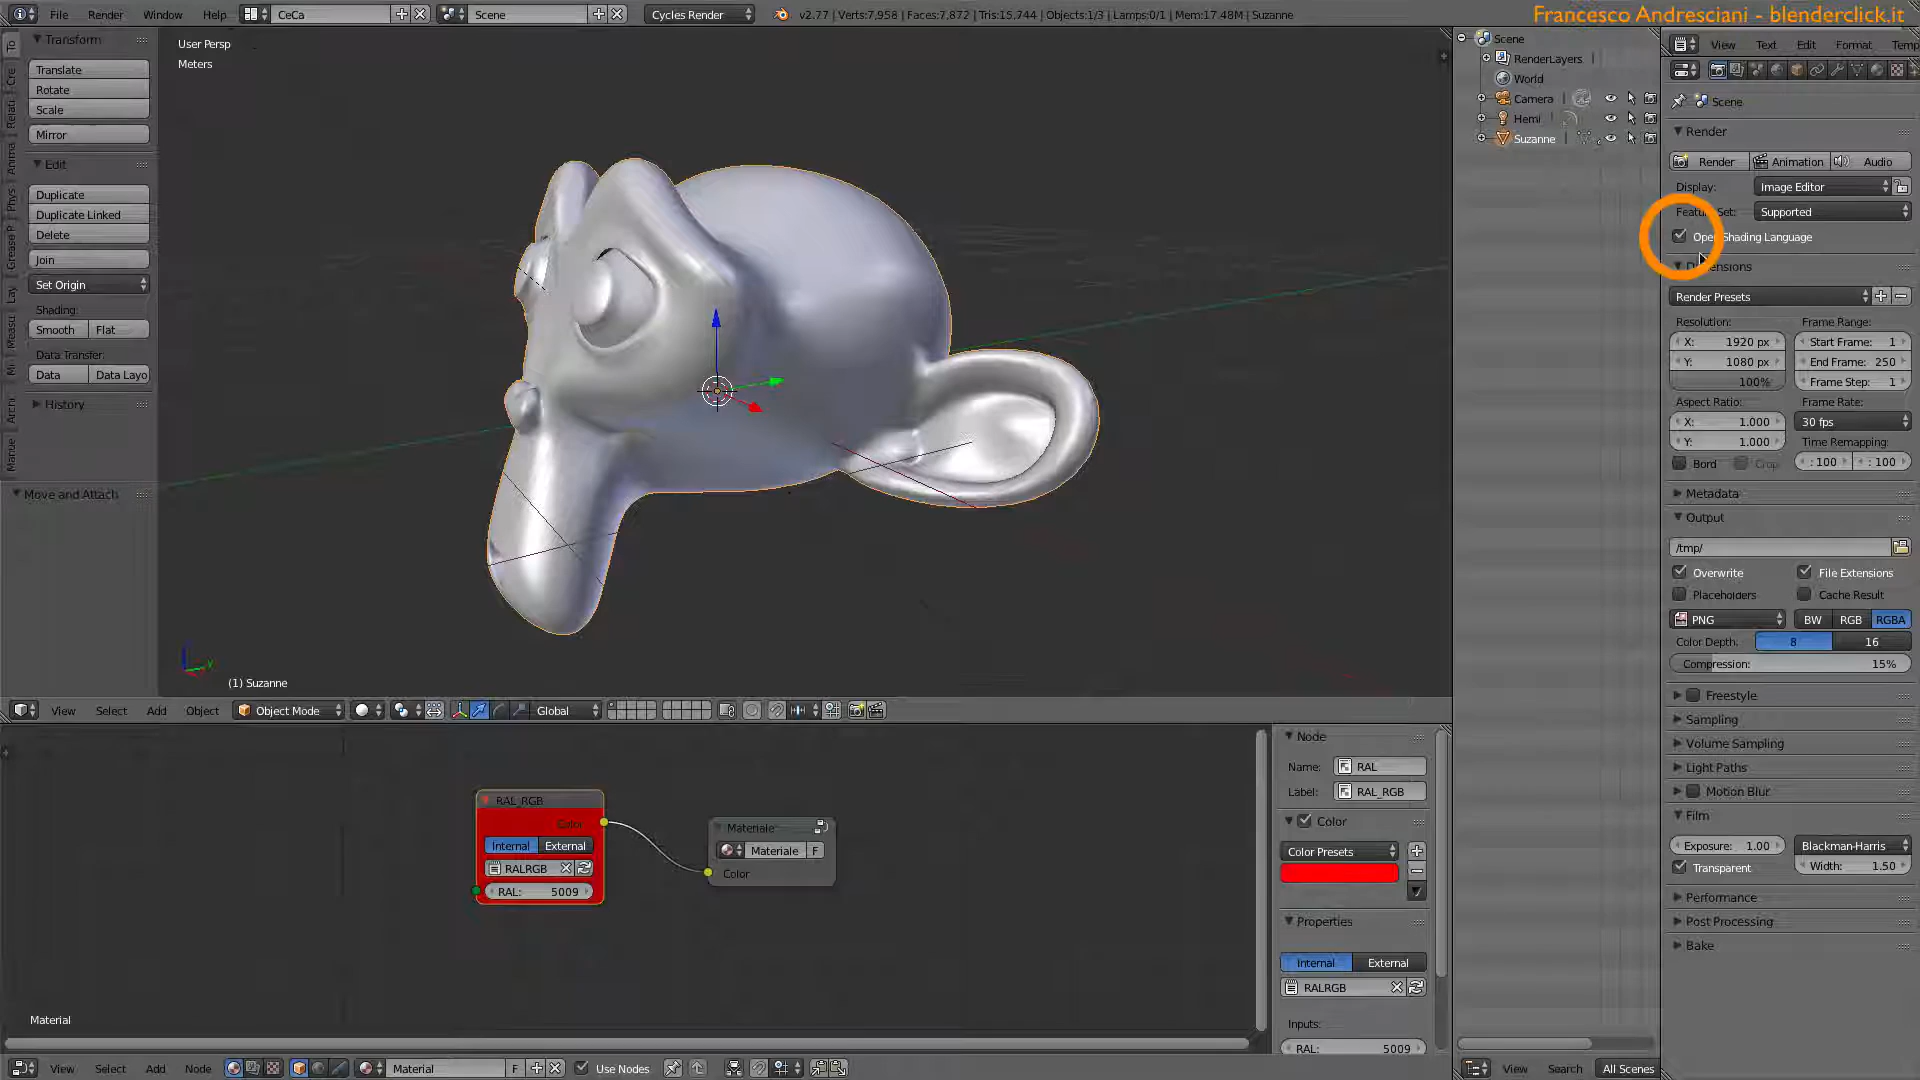 File Render Window Help CeCa Scene Cycles Render v2.77 | Verts:7,958 | Faces:7,872 | Tris:15,744 | Objects:1/3 | Lamps:0/1 | Mem:17.48M | Suzanne
Francesco Andresciani - blenderclick.it
Transform
Translate
Rotate
Scale
Mirror
Edit
Duplicate
Duplicate Linked
Delete
Join
Set Origin
Shading:
Smooth Flat
Data Transfer:
Data Data Layo
History
Move and Attach
User Persp
Meters
(1) Suzanne
View Select Add Object Object Mode Global
RAL_RGB
Color
Internal External
RALRGB
RAL: 5009
Materiale
Materiale F
Color
Material
View Select Add Node Material F Use Nodes
Node
Name: RAL
Label: RAL_RGB
Color
Color Presets
Properties
Internal External
RALRGB
Inputs:
RAL: 5009
Scene
RenderLayers
World
Camera
Hemi
Suzanne
View Search All Scenes
View Text Edit Format Temp
Scene
Render
Render Animation Audio
Display: Image Editor
Feature Set: Supported
Open Shading Language
Dimensions
Render Presets
Resolution: Frame Range:
X: 1920 px Start Frame: 1
Y: 1080 px End Frame: 250
100% Frame Step: 1
Aspect Ratio: Frame Rate:
X: 1.000 30 fps
Y: 1.000 Time Remapping:
Bord Crop : 100 : 100
Metadata
Output
/tmp/
Overwrite File Extensions
Placeholders Cache Result
PNG BW RGB RGBA
Color Depth: 8 16
Compression: 15%
Freestyle
Sampling
Volume Sampling
Light Paths
Motion Blur
Film
Exposure: 1.00 Blackman-Harris
Transparent Width: 1.50
Performance
Post Processing
Bake